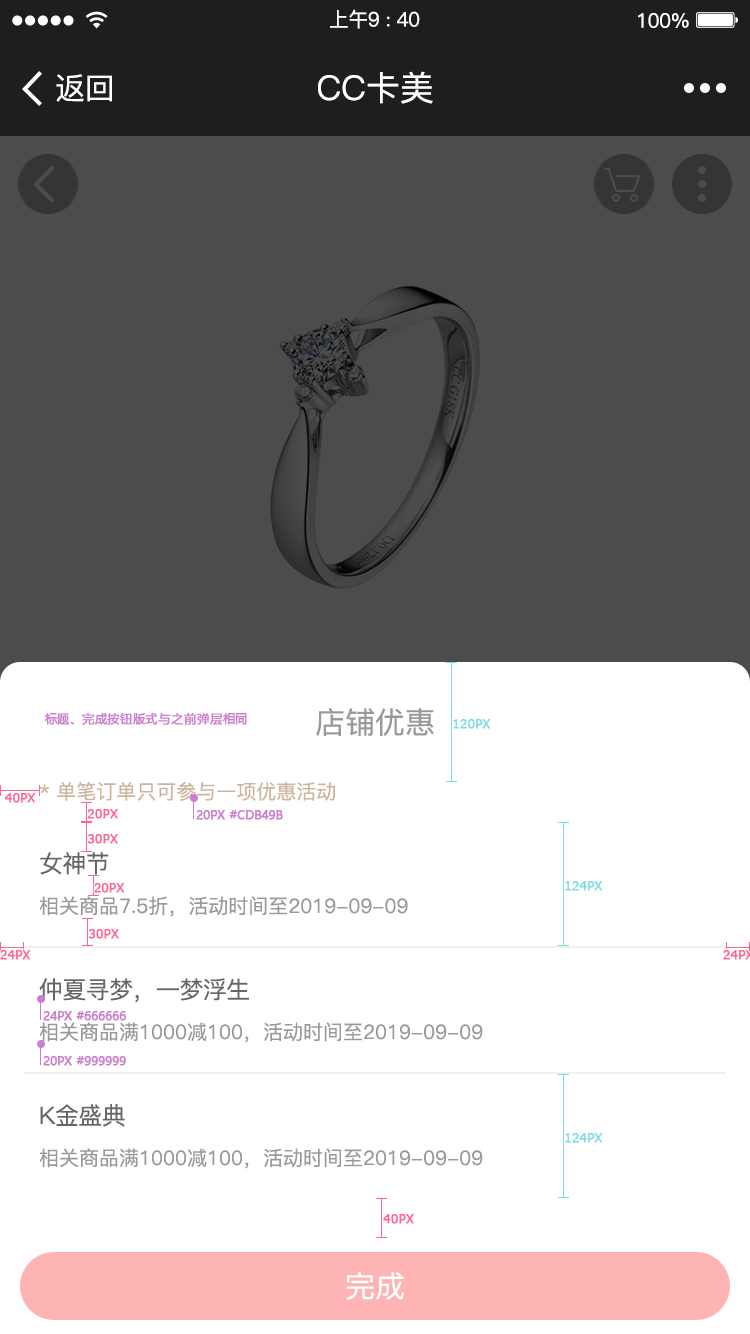 上午9 : 40
100%
返回
CC卡美
CC GISK
店铺优惠
标题、完成按钮版式与之前弹层相同
120PX
* 单笔订单只可参与一项优惠活动
40PX
20PX
20PX #CDB49B
30PX
女神节
20PX
124PX
相关商品7.5折，活动时间至2019-09-09
30PX
24PX
24PX
仲夏寻梦，一梦浮生
24PX #666666
相关商品满1000减100，活动时间至2019-09-09
20PX #999999
K金盛典
124PX
相关商品满1000减100，活动时间至2019-09-09
40PX
完成